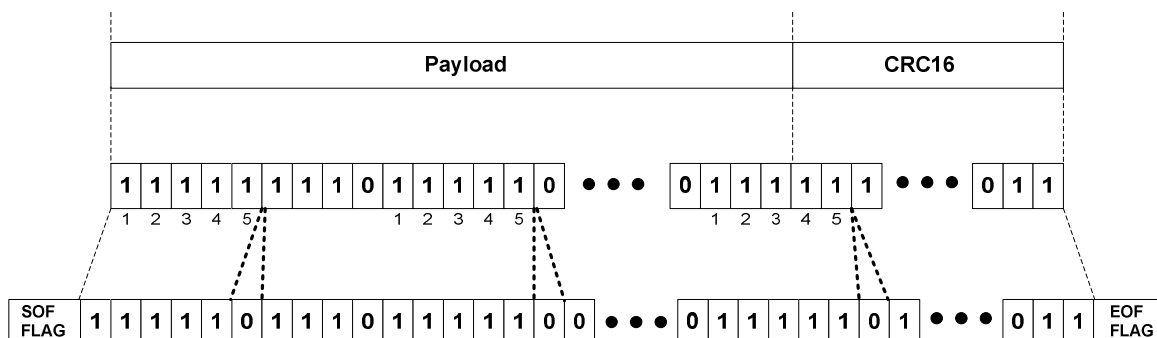 Payload CRC16
1 1 1 1 1 1 1 1 0 1 1 1 1 1 0 ● ● ● 0 1 1 1 1 1 1 ● ● ● 0 1 1
1 2 3 4 5 1 2 3 4 5 1 2 3 4 5
SOF FLAG 1 1 1 1 1 0 1 1 1 0 1 1 1 1 1 0 0 ● ● ● 0 1 1 1 1 1 0 1 ● ● ● 0 1 1 EOF FLAG